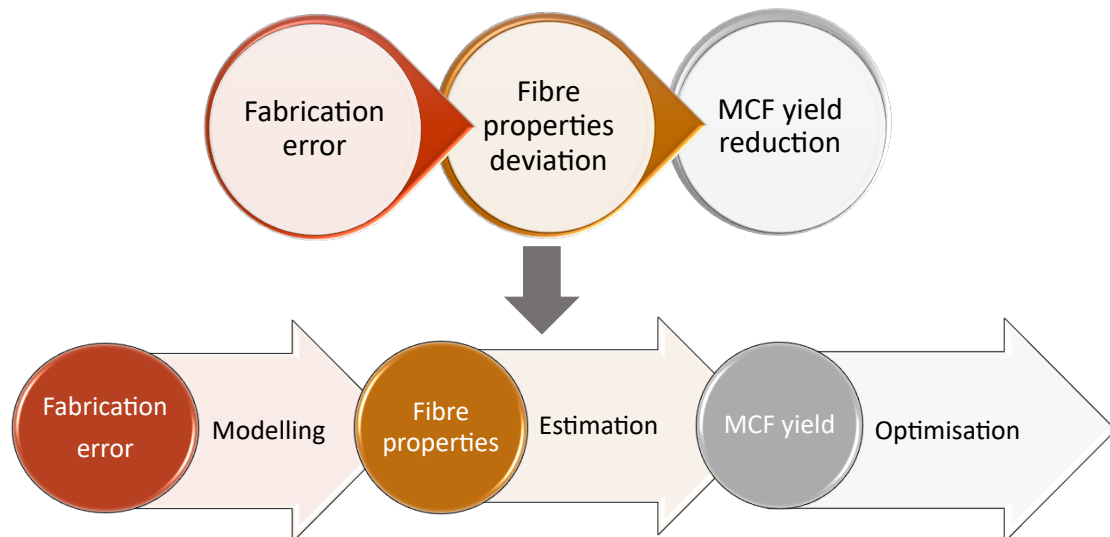 Fabrication
error
Fibre
properties
deviation
MCF yield
reduction
Fabrication
error
Modelling
Fibre
properties
Estimation
MCF yield
Optimisation